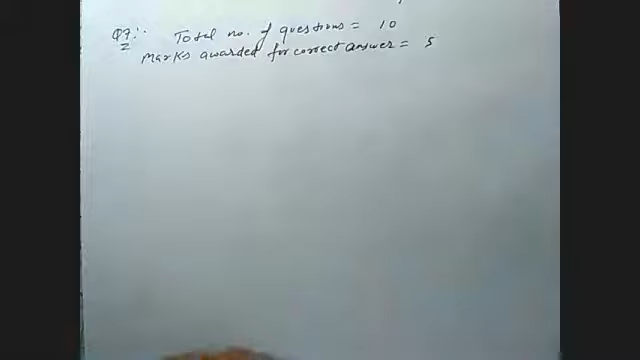 Q7:- Total no. of questions = 10
Marks awarded for correct answer = 5